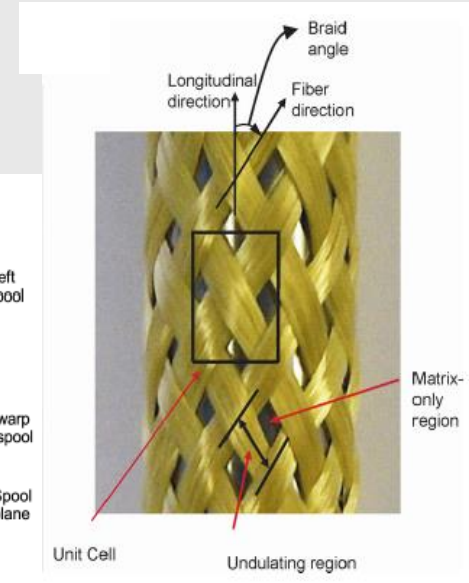 Braid
angle
Longitudinal
direction
Fiber
direction
eft
pool
warp
spool
Spool
lane
Matrix-
only
region
Unit Cell
Undulating region